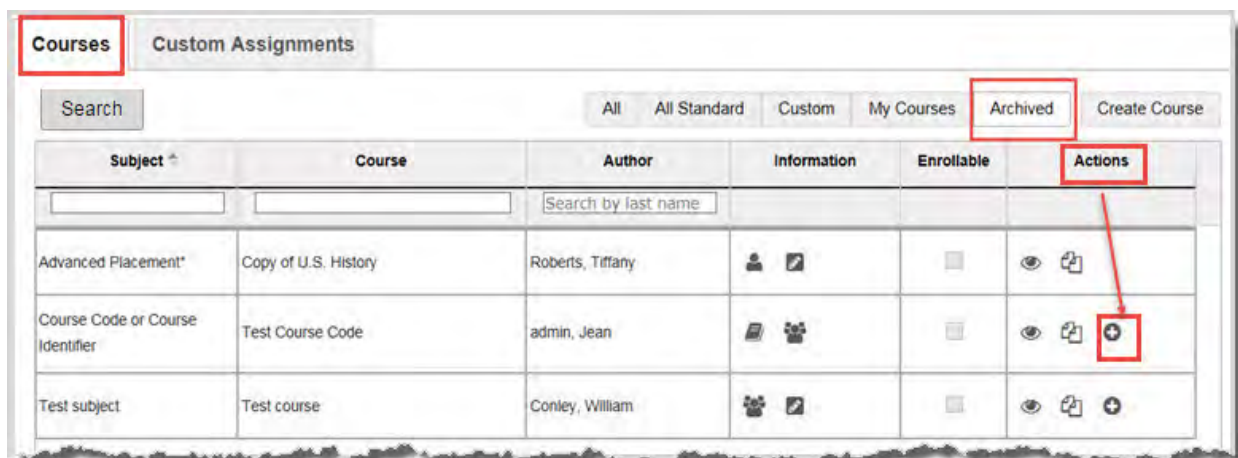 Courses Custom Assignments
Search All All Standard Custom My Courses Archived Create Course
Subject Course Author Information Enrollable Actions
Search by last name
Advanced Placement* Copy of U.S. History Roberts, Tiffany
Course Code or Course
Identifier Test Course Code admin, Jean
Test subject Test course Conley, William